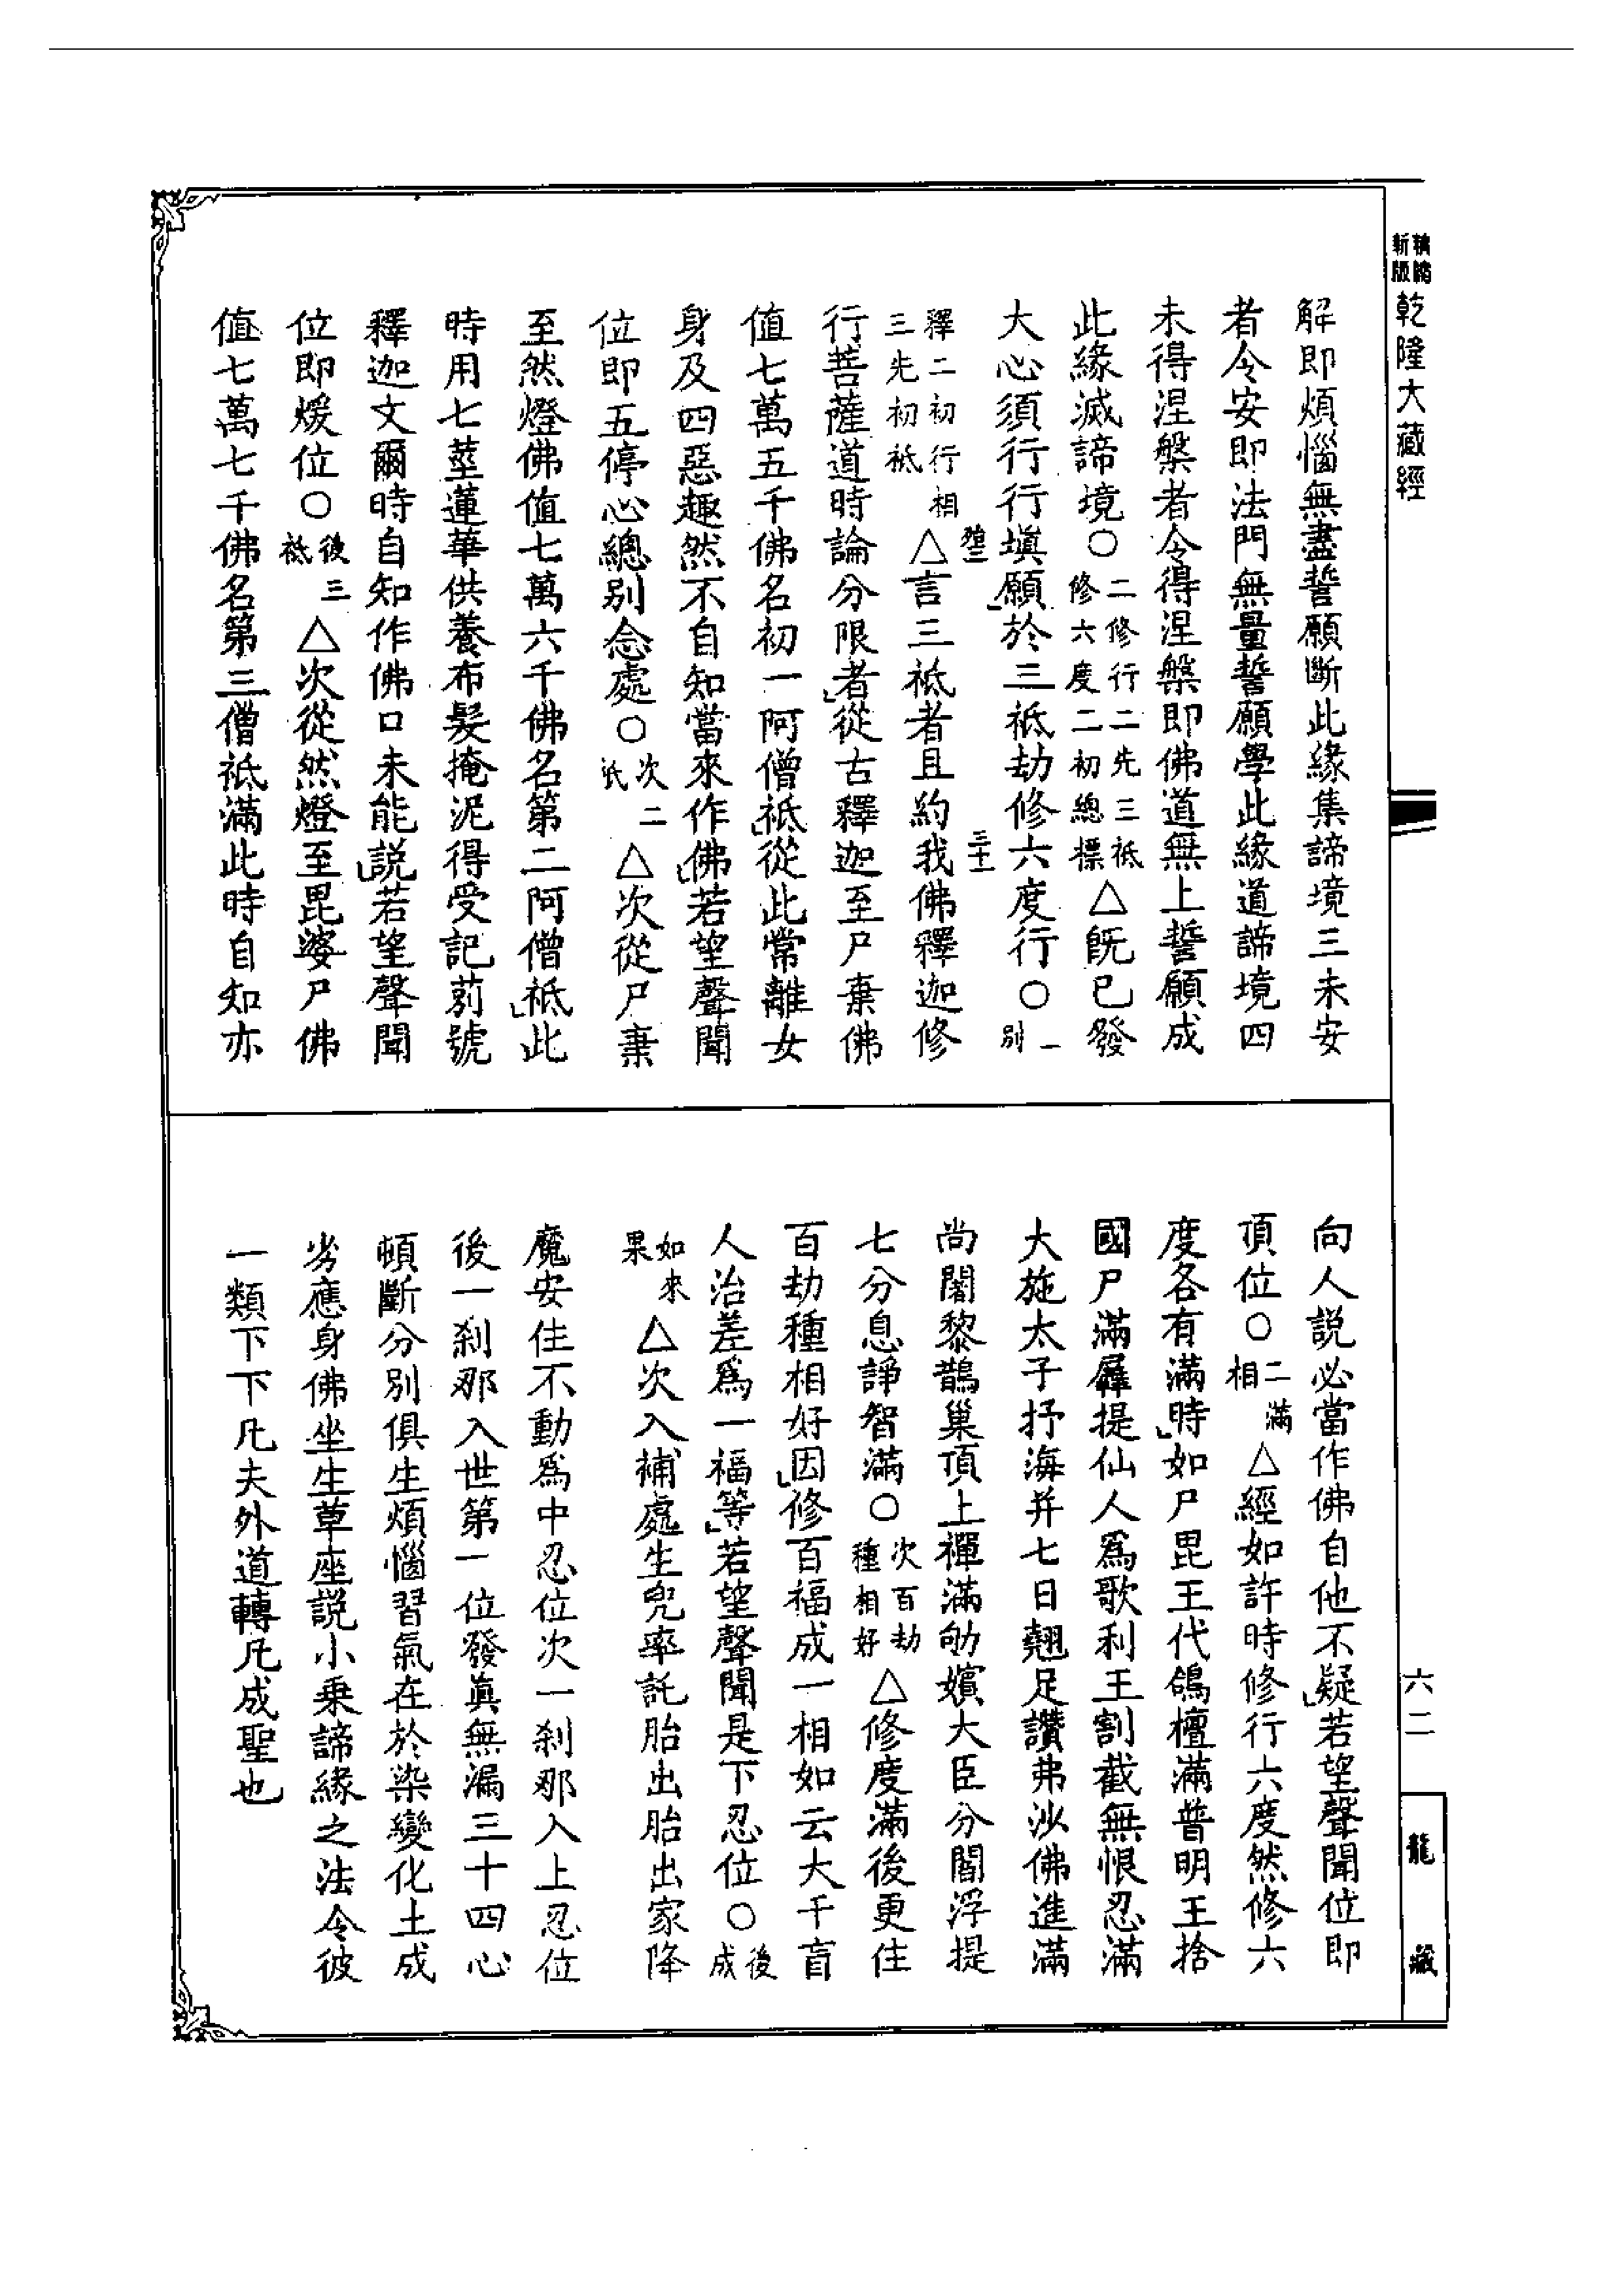 新版
乾隆大藏經
解即煩惱無盡誓願斷此緣集諦境三未安
者令安即法門無量誓願學此緣道諦境四
未得涅槃者令得涅槃即佛道無上誓願成
此緣滅諦境○二修行二先三祇修六度二初總標△既已發
大心須行行填願於三祇劫修六度行○一別
釋二初行相三先初祇△言三祇者且約我佛釋迦修
三十二
行菩薩道時論分限者從古釋迦至尸棄佛
值七萬五千佛名初一阿僧祇從此常離女
身及四惡趣然不自知當來作佛若望聲聞
位即五停心總別念處○次二祇△次從尸棄
至然燈佛值七萬六千佛名第二阿僧祇此
時用七莖蓮華供養布髮掩泥得受記莂號
釋迦文爾時自知作佛口未能說若望聲聞
位即煖位○後三祇△次從然燈至毘婆尸佛
值七萬七千佛名第三僧祇滿此時自知亦
向人說必當作佛自他不疑若望聲聞位即
頂位○二滿相△經如許時修行六度然修六
度各有滿時如尸毘王代鴿檀滿普明王捨
國尸滿羼提仙人為歌利王割截無恨忍滿
大施太子抒海并七日翹足讚弗沙佛進滿
尚闍黎鵲巢頂上禪滿劬嬪大臣分閻浮提
七分息諍智滿○次百劫種相好△修度滿後更住
百劫種相好因修百福成一相如云大千盲
人治差為一福等若望聲聞是下忍位○後成
如來果△次入補處生兜率託胎出胎出家降
魔安住不動為中忍位次一剎那入上忍位
後一剎那入世第一位發真無漏三十四心
頓斷分別俱生煩惱習氣在於染變化土成
劣應身佛坐生草座說小乘諦緣之法令彼
一類下下凡夫外道轉凡成聖也
六二
龍藏